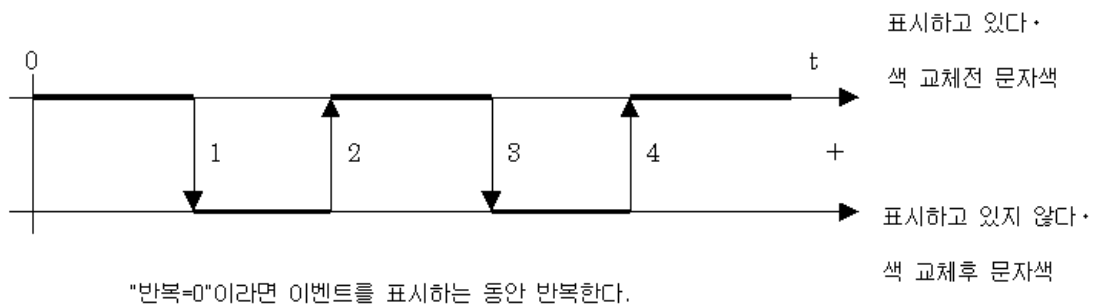 표시하고 있다·
색 교체전 문자색
0
t
1
2
3
4
+
표시하고 있지 않다·
색 교체후 문자색
"반복=0"이라면 이벤트를 표시하는 동안 반복한다.